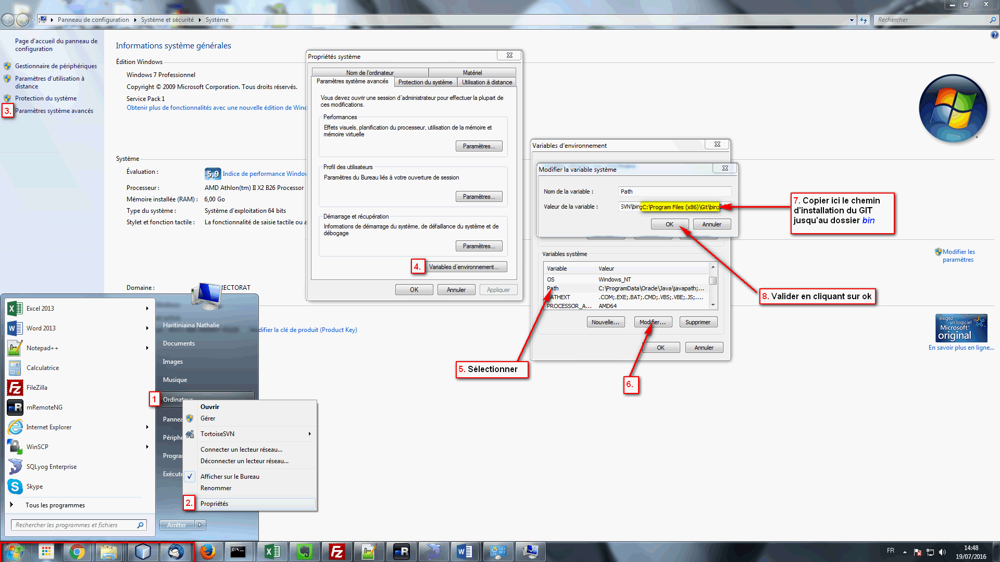 Panneau de configuration
Système et sécurité
Système
Rechercher
Page d'accueil du panneau de
configuration
Gestionnaire de périphériques
Paramètres d'utilisation à
distance
Protection du système
3.
Paramètres système avancés
Informations système générales
Édition Windows
Windows 7 Professionnel
Copyright © 2009 Microsoft Corporation. Tous droits réservés.
Service Pack 1
Obtenir plus de fonctionnalités avec une nouvelle édition de
Système
Évaluation :
5,9
Indice de performance
Processeur :
AMD Athlon(tm) II X2 B26 Processor
Mémoire installée (RAM) :
6,00 Go
Type du système :
Système d'exploitation 64 bits
Stylet et fonction tactile :
La fonctionnalité de saisie tactile ou
Domaine :
Modifier les
paramètres
exigez
un logiciel
Microsoft
original
En savoir plus en ligne...
la clé de produit (Product Key)
Propriétés système
Nom de l'ordinateur
Matériel
Paramètres système avancés
Protection du système
Utilisation à distance
Vous devez ouvrir une session d'administrateur pour effectuer la plupart de
ces modifications.
Performances
Effets visuels, planification du processeur, utilisation de la mémoire et
mémoire virtuelle
Paramètres...
Profil des utilisateurs
Paramètres du Bureau liés à votre ouverture de session
Paramètres...
Démarrage et récupération
Informations de démarrage du système, de défaillance du système et de
débogage
Paramètres...
4.
Variables d'environnement...
OK
Annuler
Appliquer
Variables d'environnement
Modifier la variable système
Nom de la variable :
Path
Valeur de la variable :
SVN\bin;C:\Program Files (x86)\Git\bin;
OK
Annuler
7. Copier ici le chemin
d'installation du GIT
jusqu'au dossier bin
8. Valider en cliquant sur ok
Variables système
Variable
Valeur
OS
Windows_NT
Path
C:\ProgramData\Oracle\Java\javapath;...
PATHEXT
.COM;.EXE;.BAT;.CMD;.VBS;.VBE;.JS;....
PROCESSOR_A...
AMD64
Nouvelle...
Modifier...
Supprimer
OK
Annuler
5. Sélectionner
6.
Excel 2013
Word 2013
Notepad++
Calculatrice
FileZilla
mRemoteNG
Internet Explorer
WinSCP
SQLyog Enterprise
Skype
Tous les programmes
Rechercher les programmes et fichiers
Haritiniaina Nathalie
Documents
Images
Musique
1
Ordinateur
Arrêter
Ouvrir
Gérer
TortoiseSVN
Connecter un lecteur réseau...
Déconnecter un lecteur réseau...
Afficher sur le Bureau
Renommer
2.
Propriétés
FR
14:48
19/07/2016